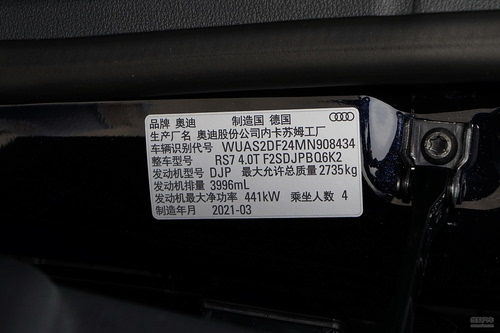 品牌 奥迪 制造国 德国
生产厂名 奥迪股份公司内卡苏姆工厂
车辆识别代号 WUAS2DF24MN908434
整车型号 RS7 4.0T F2SDJPBQ6K2
发动机型号 DJP 最大允许总质量 2735kg
发动机排量 3996mL
发动机最大净功率 441kW 乘坐人数 4
制造年月 2021-03